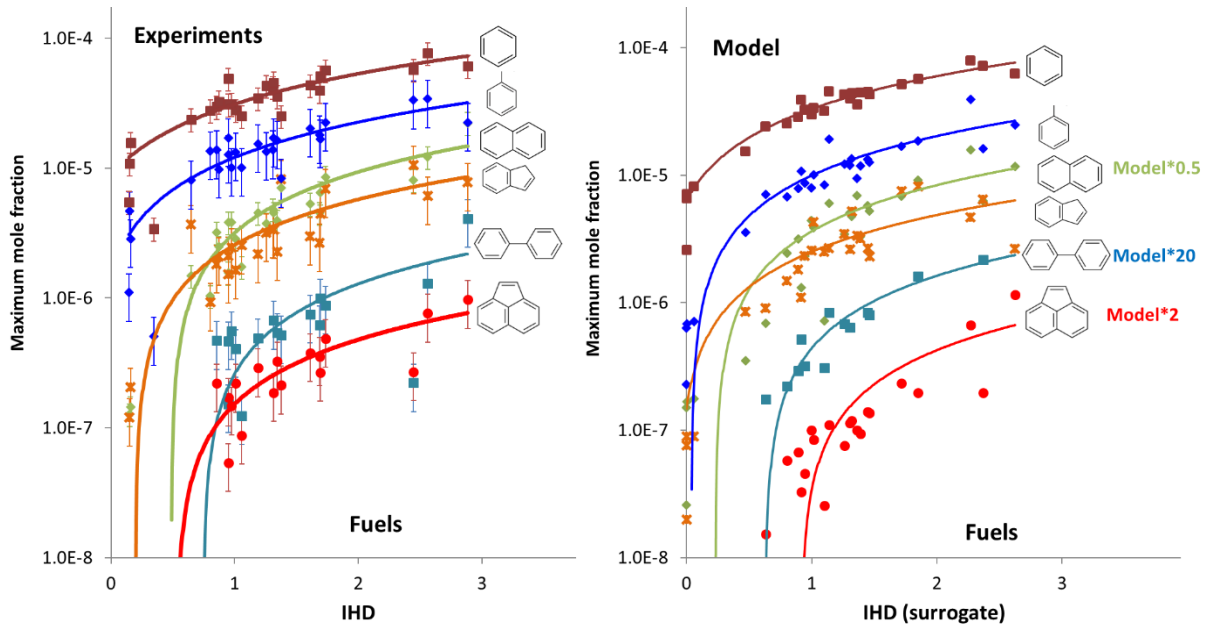 Experiments
Maximum mole fraction
1.0E-4
1.0E-5
1.0E-6
1.0E-7
1.0E-8
Fuels
0
1
2
3
IHD
Model
Maximum mole fraction
1.0E-4
1.0E-5
1.0E-6
1.0E-7
1.0E-8
Model*0.5
Model*20
Model*2
Fuels
0
1
2
3
IHD (surrogate)